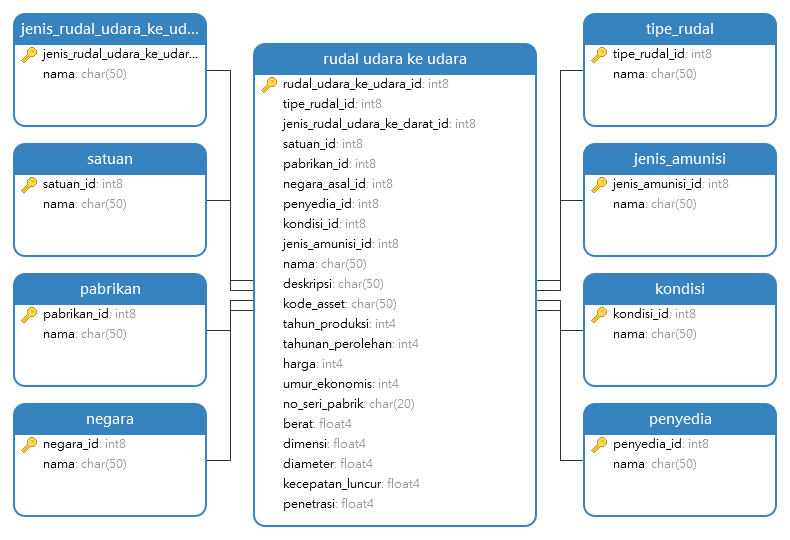 jenis_rudal_udara_ke_ud...
jenis_rudal_udara_ke_udar...
nama: char(50)
satuan
satuan_id: int8
nama: char(50)
pabrikan
pabrikan_id: int8
nama: char(50)
negara
negara_id: int8
nama: char(50)
rudal udara ke udara
rudal_udara_ke_udara_id: int8
tipe_rudal_id: int8
jenis_rudal_udara_ke_darat_id: int8
satuan_id: int8
pabrikan_id: int8
negara_asal_id: int8
penyedia_id: int8
kondisi_id: int8
jenis_amunisi_id: int8
nama: char(50)
deskripsi: char(50)
kode_asset: char(50)
tahun_produksi: int4
tahunan_perolehan: int4
harga: int4
umur_ekonomis: int4
no_seri_pabrik: char(20)
berat: float4
dimensi: float4
diameter: float4
kecepatan_luncur: float4
penetrasi: float4
tipe_rudal
tipe_rudal_id: int8
nama: char(50)
jenis_amunisi
jenis_amunisi_id: int8
nama: char(50)
kondisi
kondisi_id: int8
nama: char(50)
penyedia
penyedia_id: int8
nama: char(50)